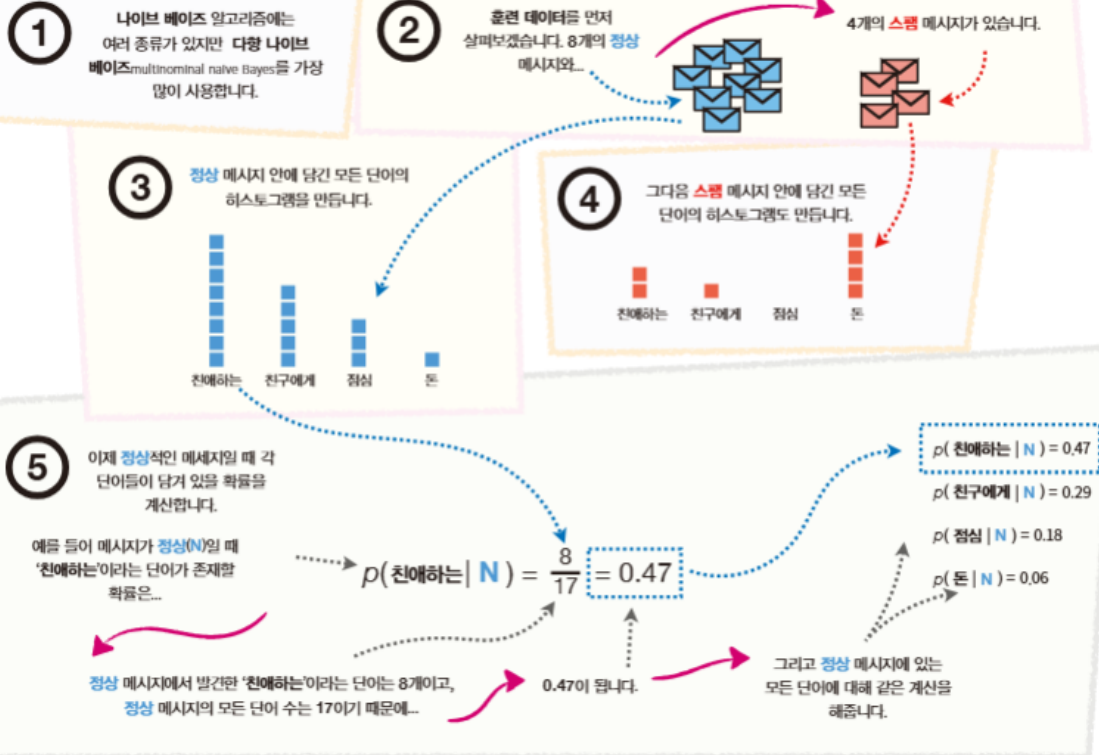 1
나이브 베이즈 알고리즘에는
여러 종류가 있지만 다항 나이브
베이즈multinominal naive Bayes를 가장
많이 사용합니다.
2
훈련 데이터를 먼저
살펴보겠습니다. 8개의 정상
메시지와...
4개의 스팸 메시지가 있습니다.
3
정상 메시지 안에 담긴 모든 단어의
히스토그램을 만듭니다.
친애하는 친구에게 점심 돈
4
그다음 스팸 메시지 안에 담긴 모든
단어의 히스토그램도 만듭니다.
친애하는 친구에게 점심 돈
5
이제 정상적인 메세지일 때 각
단어들이 담겨 있을 확률을
계산합니다.
예를 들어 메시지가 정상(N)일 때
'친애하는'이라는 단어가 존재할
확률은...
p( 친애하는 | N ) = 8/17 = 0.47
정상 메시지에서 발견한 '친애하는'이라는 단어는 8개이고,
정상 메시지의 모든 단어 수는 17이기 때문에...
0.47이 됩니다.
그리고 정상 메시지에 있는
모든 단어에 대해 같은 계산을
해줍니다.
p( 친애하는 | N ) = 0.47
p( 친구에게 | N ) = 0.29
p( 점심 | N ) = 0.18
p( 돈 | N ) = 0.06